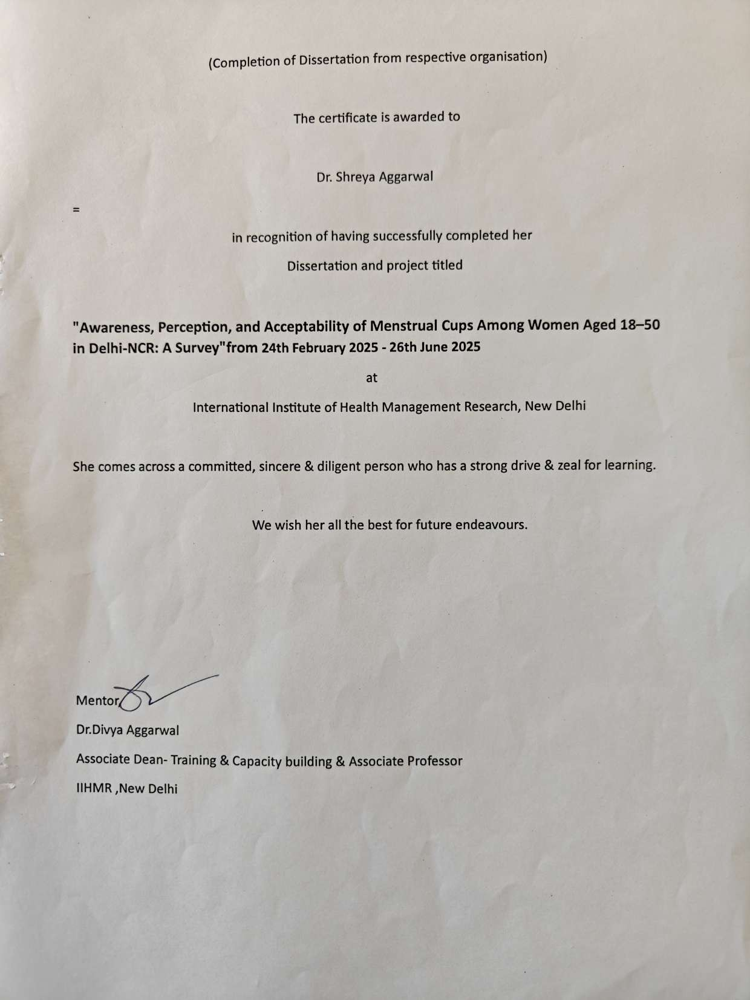 (Completion of Dissertation from respective organisation)
The certificate is awarded to
Dr. Shreya Aggarwal
=
in recognition of having successfully completed her
Dissertation and project titled
"Awareness, Perception, and Acceptability of Menstrual Cups Among Women Aged 18–50
in Delhi-NCR: A Survey"from 24th February 2025 - 26th June 2025
at
International Institute of Health Management Research, New Delhi
She comes across a committed, sincere & diligent person who has a strong drive & zeal for learning.
We wish her all the best for future endeavours.
Mentor,
Dr.Divya Aggarwal
Associate Dean- Training & Capacity building & Associate Professor
IIHMR ,New Delhi